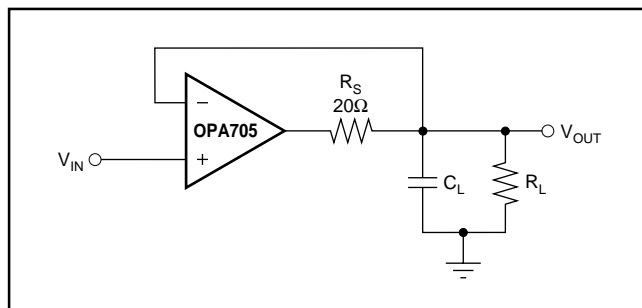 R_S
20Ω
−
OPA705
V_OUT
V_IN
+
C_L
R_L